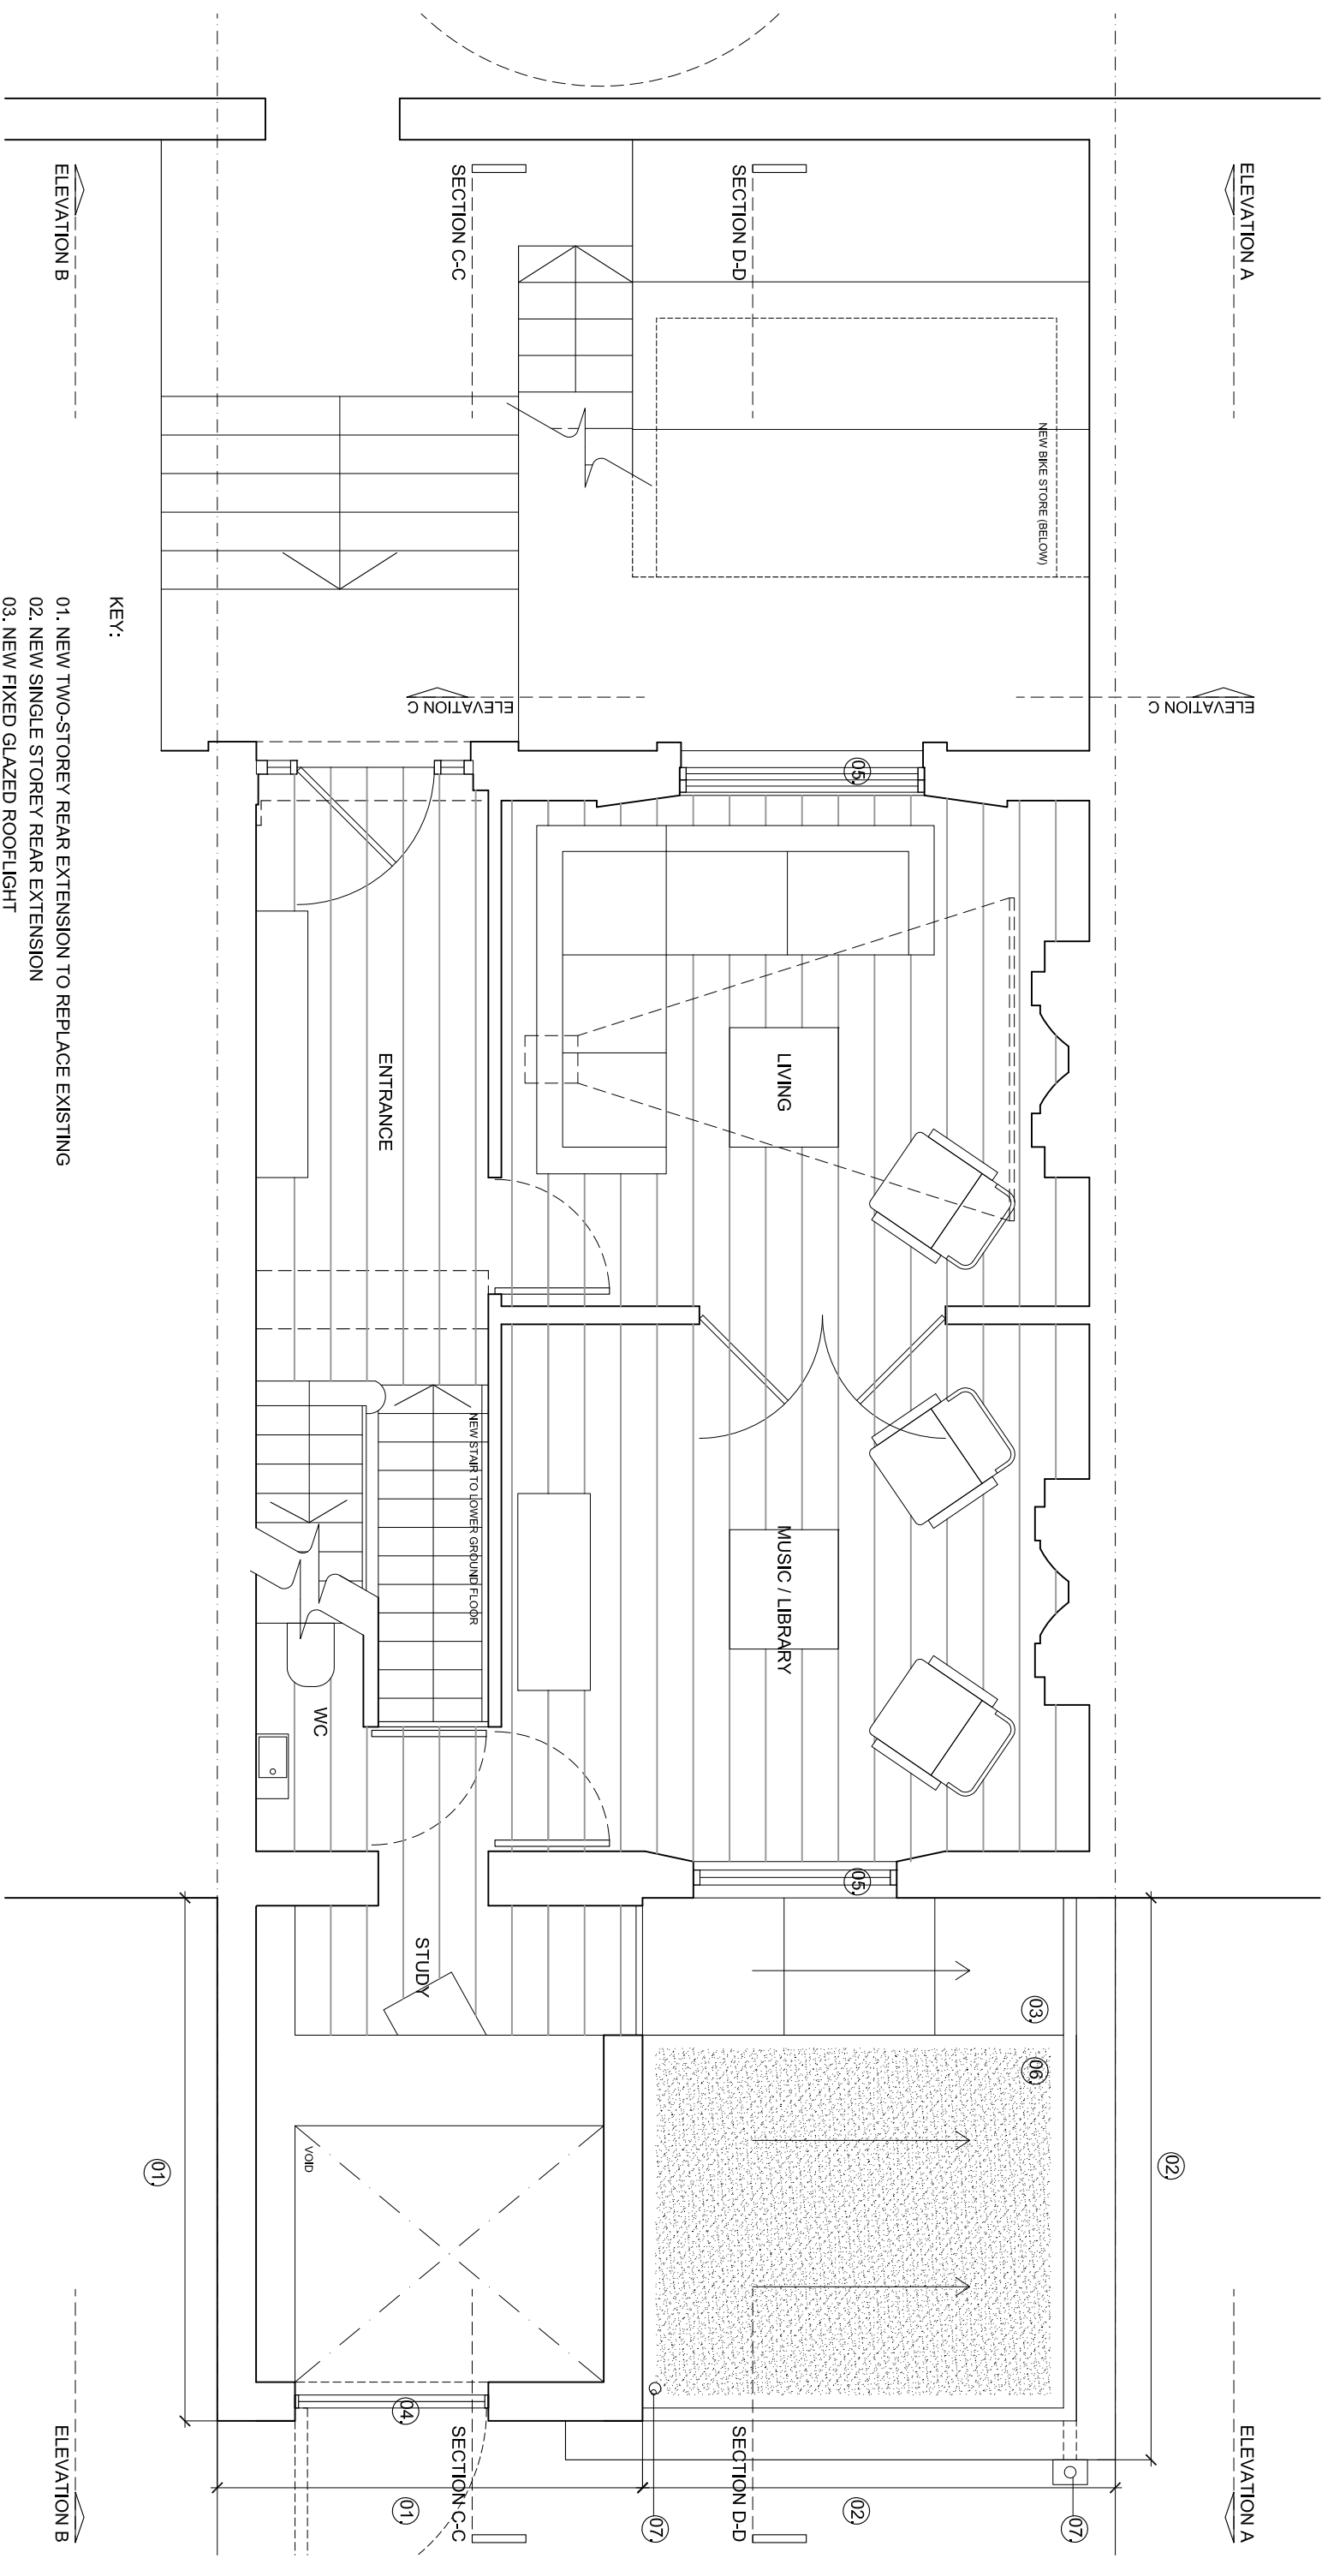 ELEVATION A
ELEVATION A
SECTION D-D
SECTION D-D
SECTION C-C
SECTION C-C
ELEVATION B
ELEVATION B
ELEVATION C
ELEVATION C
NEW BIKE STORE (BELOW)
05.
LIVING
ENTRANCE
MUSIC / LIBRARY
NEW STAIR TO LOWER GROUND FLOOR
WC
05.
STUDY
VOID
03.
06.
02.
01.
04.
01.
02.
07.
07.
KEY:
01. NEW TWO-STOREY REAR EXTENSION TO REPLACE EXISTING
02. NEW SINGLE STOREY REAR EXTENSION
03. NEW FIXED GLAZED ROOFLIGHT